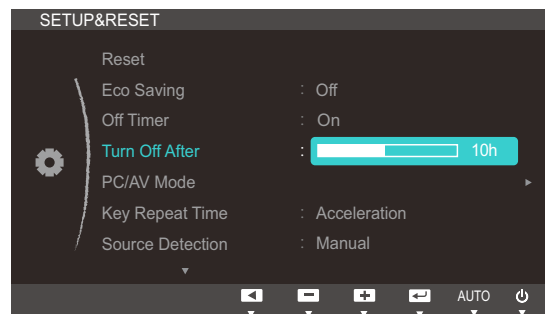 SETUP&RESET
Reset
Eco Saving : Off
Off Timer : On
Turn Off After : 10h
PC/AV Mode
Key Repeat Time : Acceleration
Source Detection : Manual
AUTO